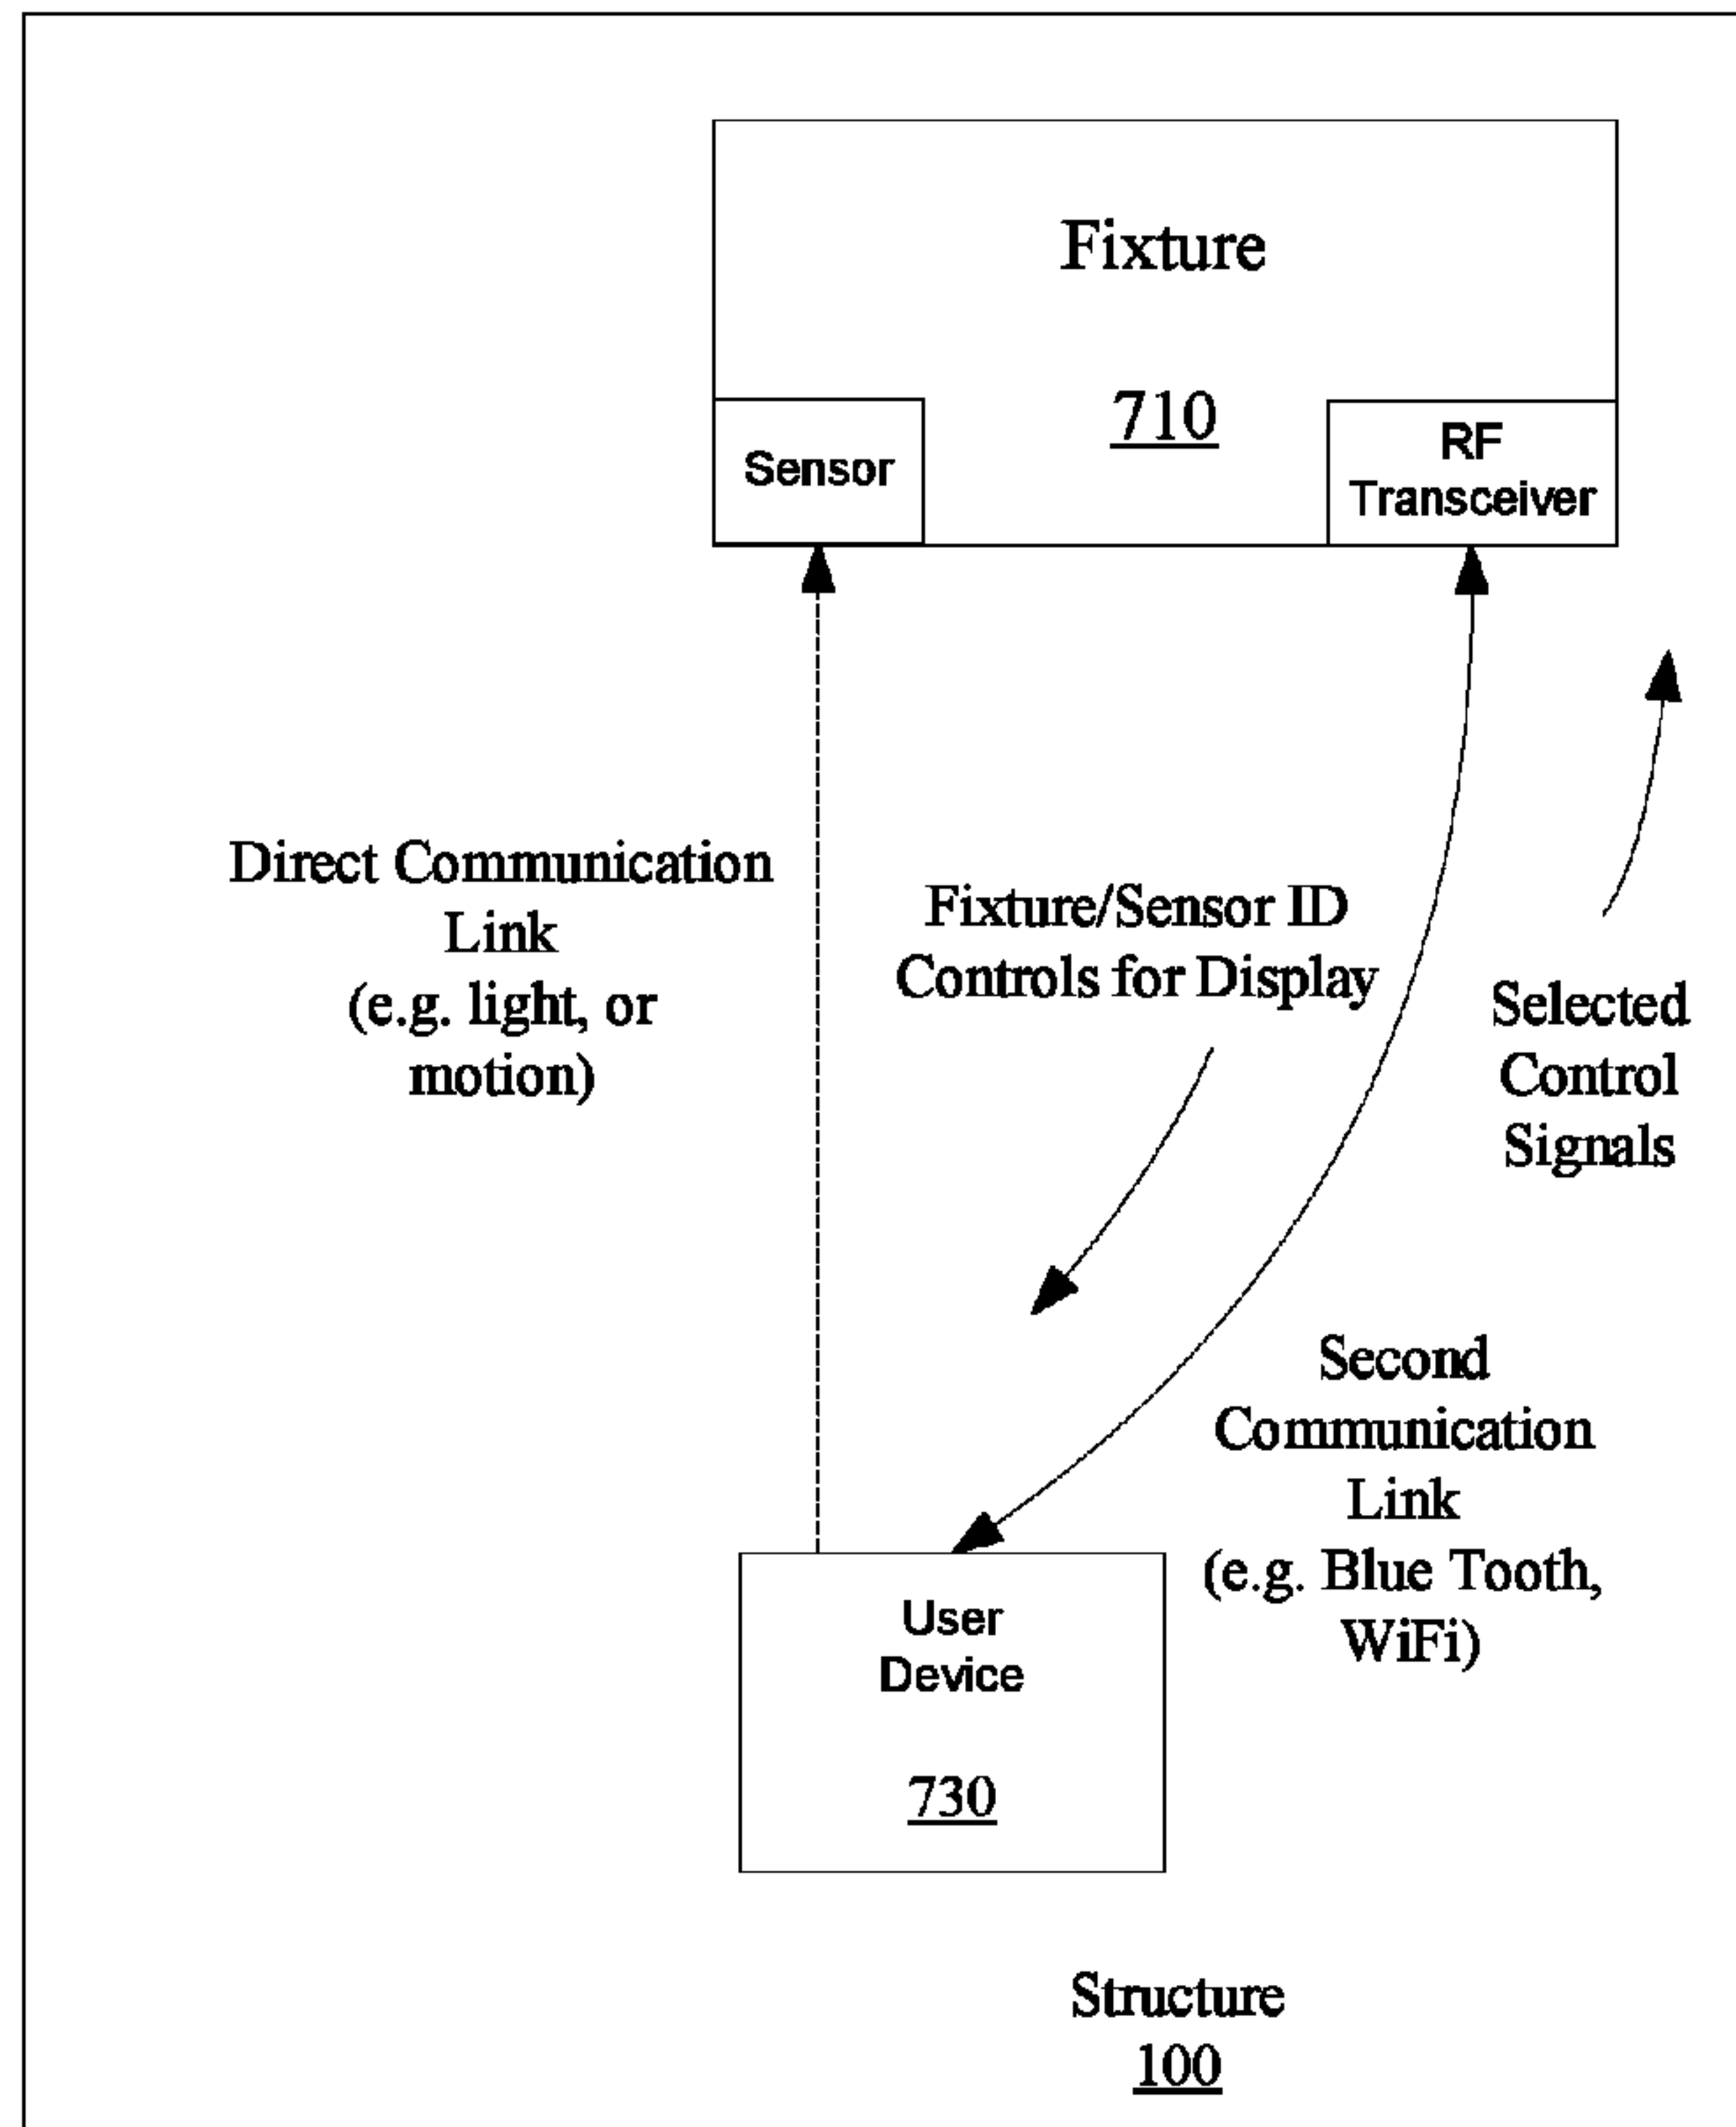 Fixture
710
Sensor
RF
Transceiver
Direct Communication
Link
(e.g. light, or
motion)
Fixture/Sensor ID
Controls for Display
Selected
Control
Signals
Second
Communication
Link
(e.g. Blue Tooth,
WiFi)
User
Device
730
Structure
100